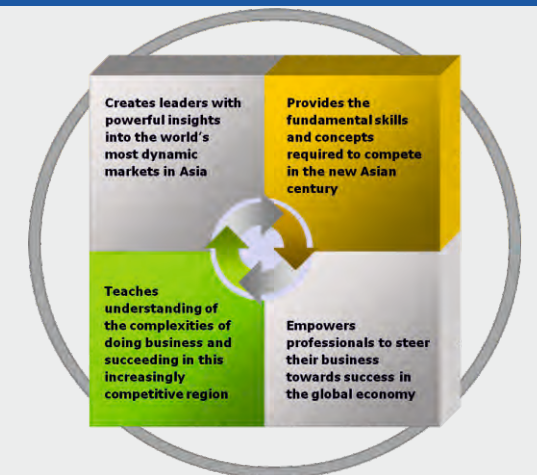 Creates leaders with
powerful insights
into the world's
most dynamic
markets in Asia
Provides the
fundamental skills
and concepts
required to compete
in the new Asian
century
Teaches
understanding of
the complexities of
doing business and
succeeding in this
increasingly
competitive region
Empowers
professionals to steer
their business
towards success in
the global economy